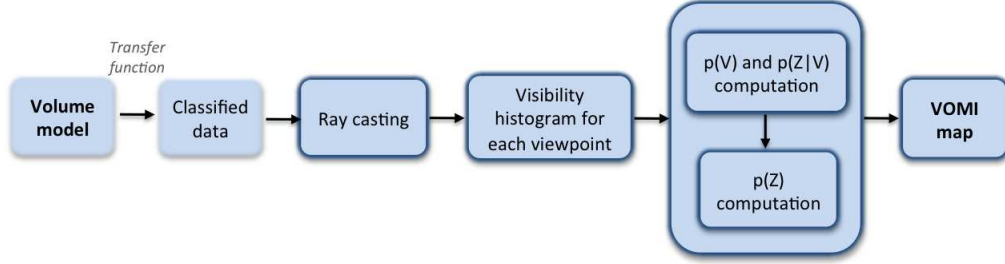 Transfer
function
Volume
model
Classified
data
Ray casting
Visibility
histogram for
each viewpoint
p(V) and p(Z|V)
computation
p(Z)
computation
VOMI
map